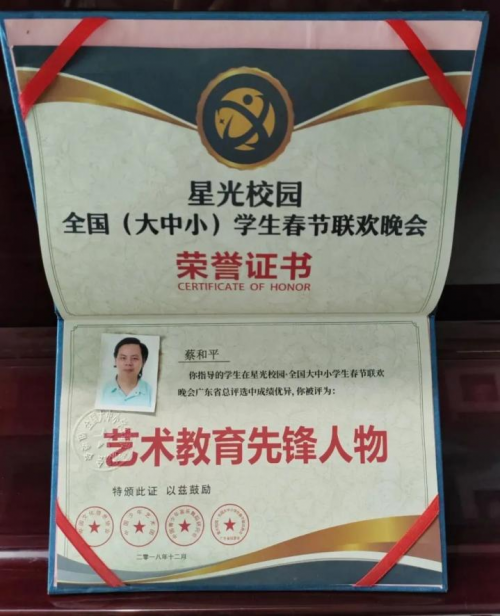 星光校园
全国（大中小）学生春节联欢晚会
荣誉证书
CERTIFICATE OF HONOR
蔡和平
你指导的学生在星光校园·全国大中小学生春节联欢
晚会广东省总评选中成绩优异，你被评为：
艺术教育先锋人物
特颁此证 以兹鼓励
二零一八年十二月